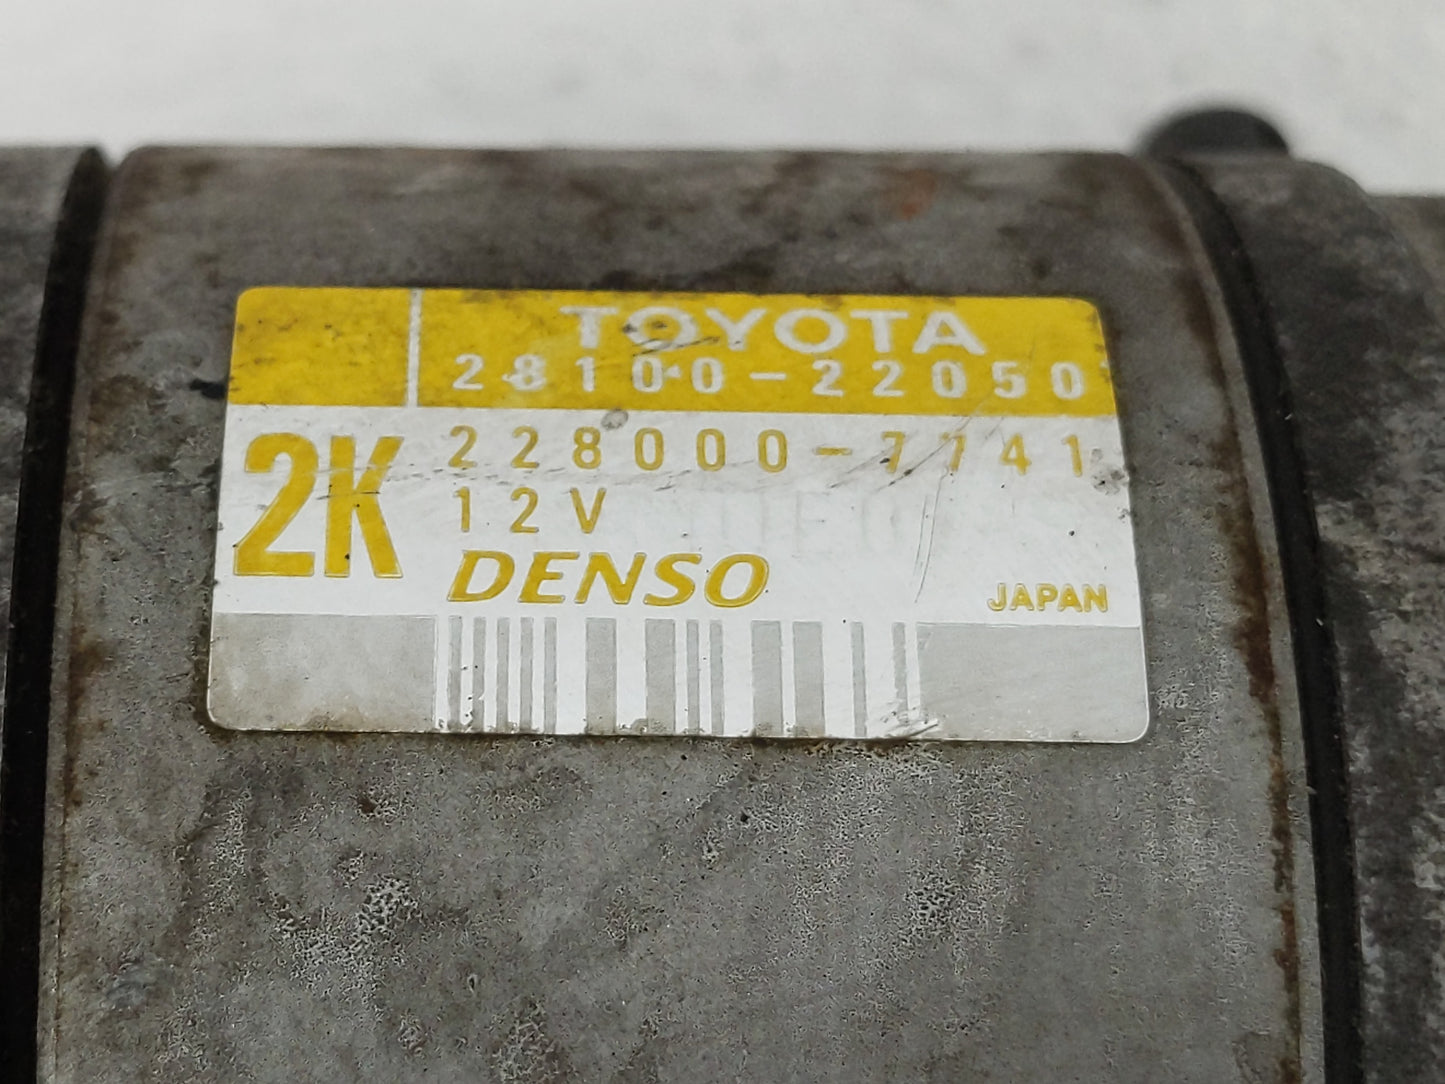 TOYOTA
28100-22050
2K
228000-7741
12V
DENSO
JAPAN